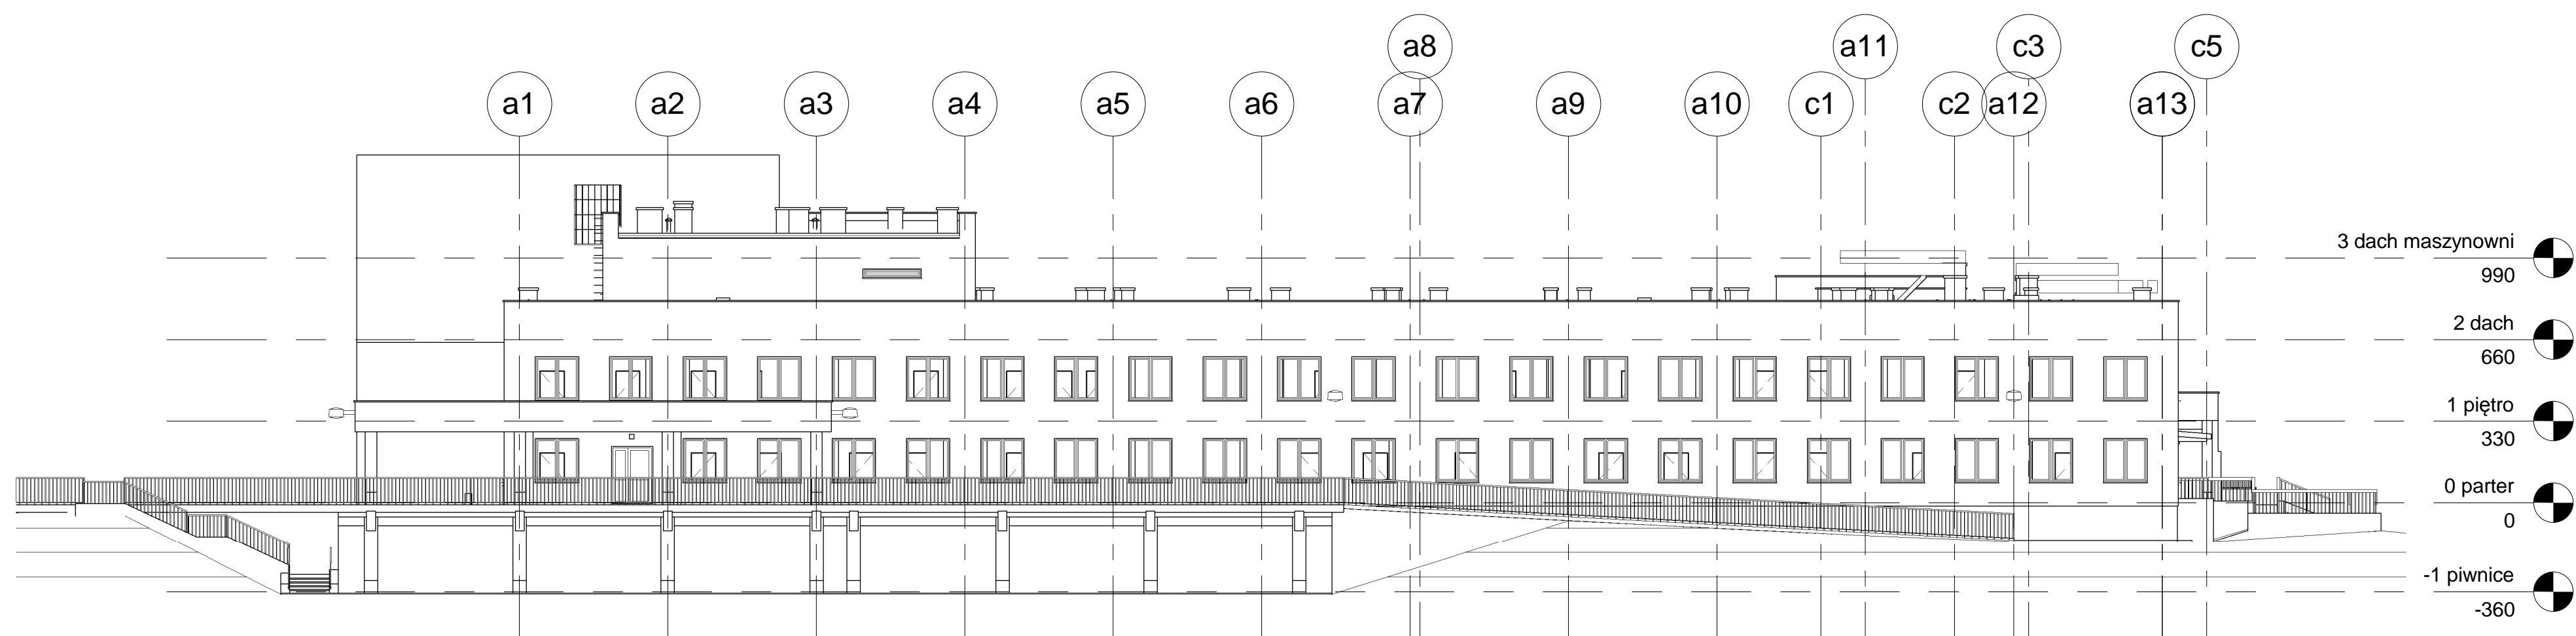 a8
a11
c3
c5
a1
a2
a3
a4
a5
a6
a7
a9
a10
c1
c2
a12
a13
3 dach maszynowni
990
2 dach
660
1 piętro
330
0 parter
0
-1 piwnice
-360